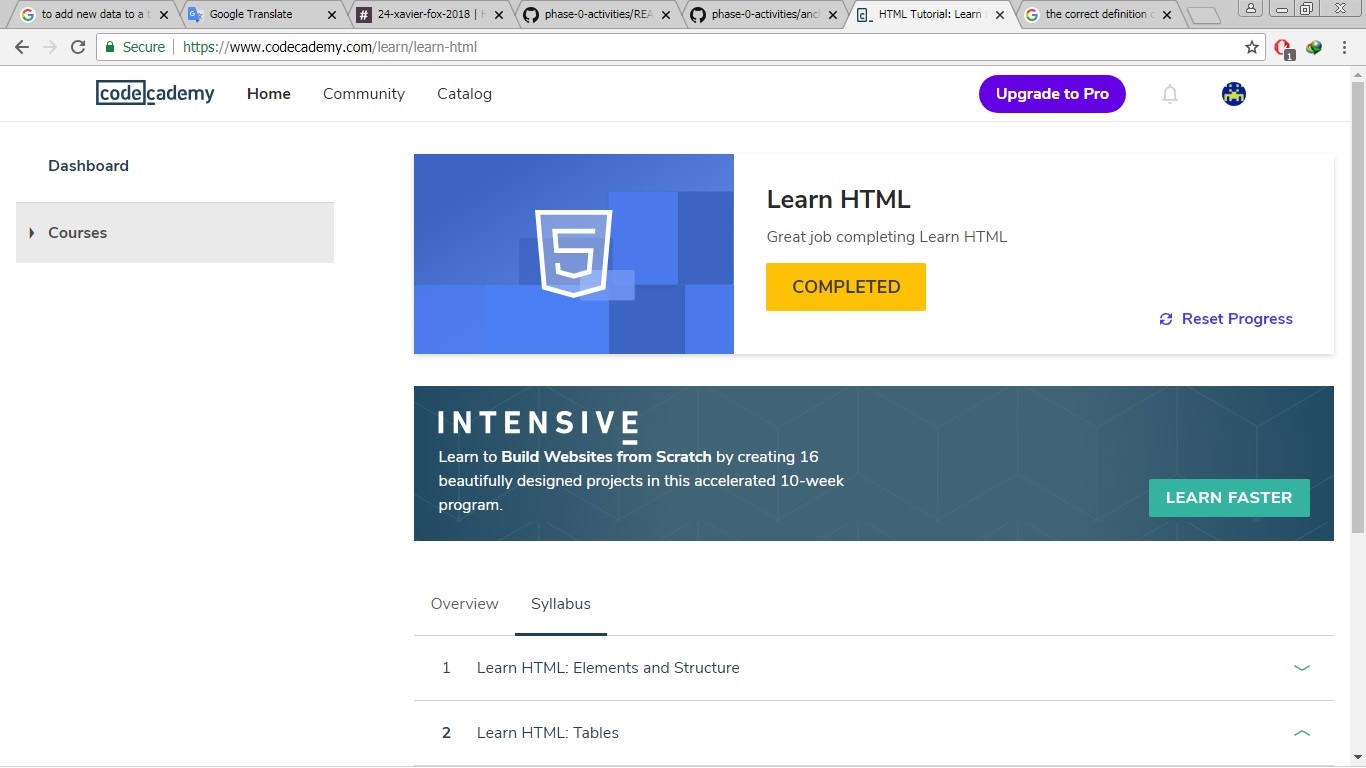 to add new data to a t
Google Translate
24-xavier-fox-2018 | H
phase-0-activities/REA
phase-0-activities/anc
HTML Tutorial: Learn
the correct definition
Secure https://www.codecademy.com/learn/learn-html
1
codecademy Home Community Catalog Upgrade to Pro
Dashboard
Courses
Learn HTML
Great job completing Learn HTML
COMPLETED
Reset Progress
INTENSIVE
Learn to Build Websites from Scratch by creating 16
beautifully designed projects in this accelerated 10-week
program.
LEARN FASTER
Overview Syllabus
1 Learn HTML: Elements and Structure
2 Learn HTML: Tables